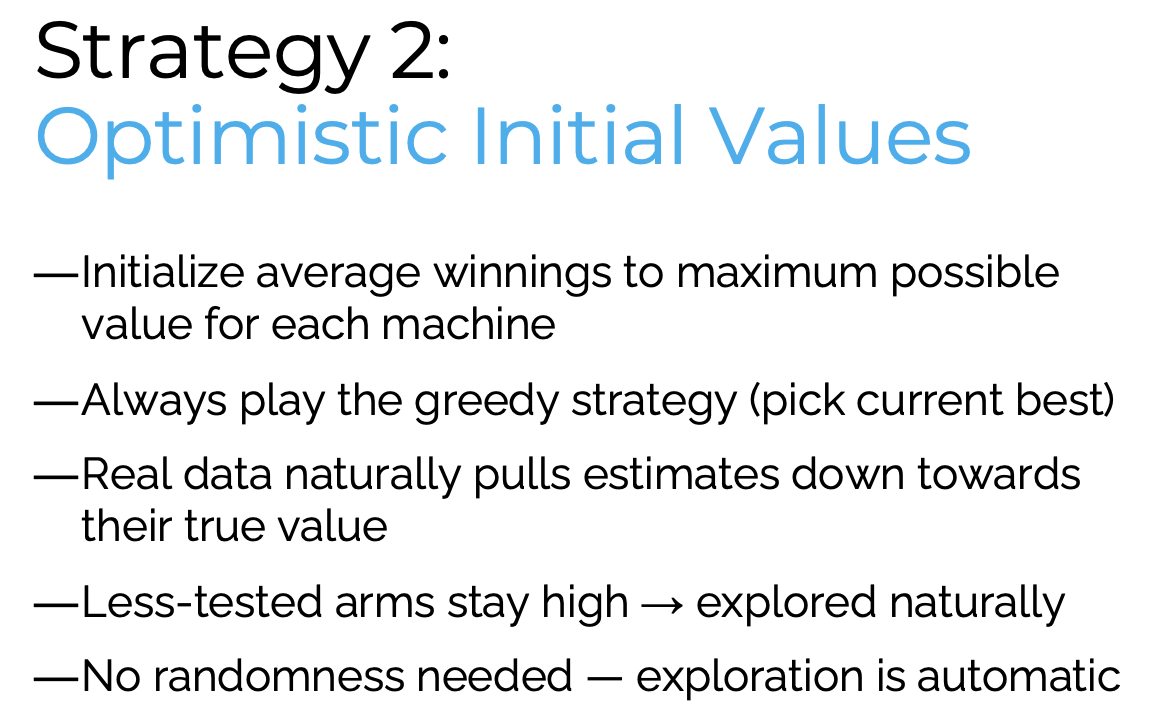 Strategy 2:
Optimistic Initial Values
—Initialize average winnings to maximum possible
value for each machine
—Always play the greedy strategy (pick current best)
—Real data naturally pulls estimates down towards
their true value
—Less-tested arms stay high → explored naturally
—No randomness needed — exploration is automatic